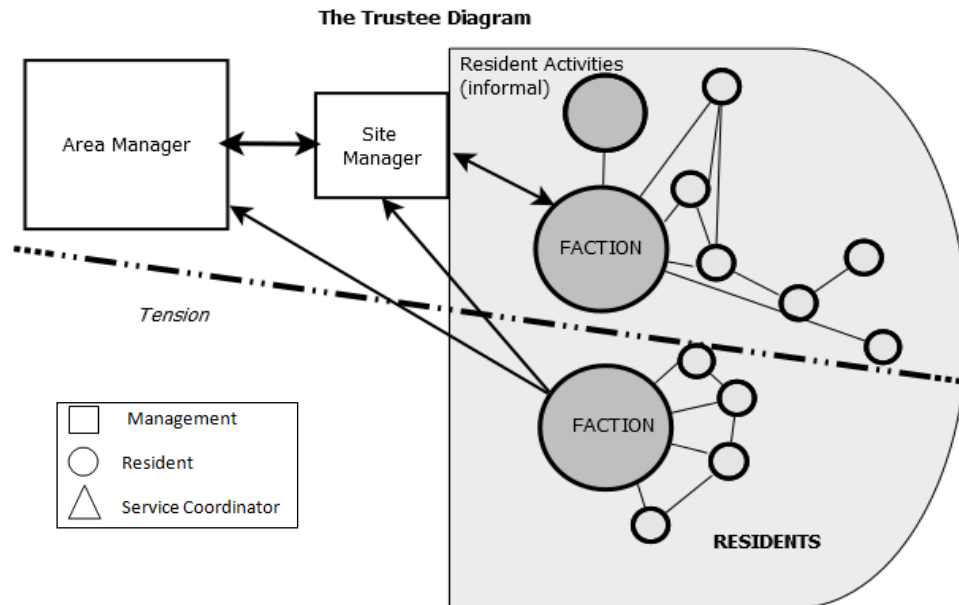 The Trustee Diagram
Resident Activities
(informal)
Area Manager
Site
Manager
FACTION
Tension
FACTION
Management
Resident
Service Coordinator
RESIDENTS